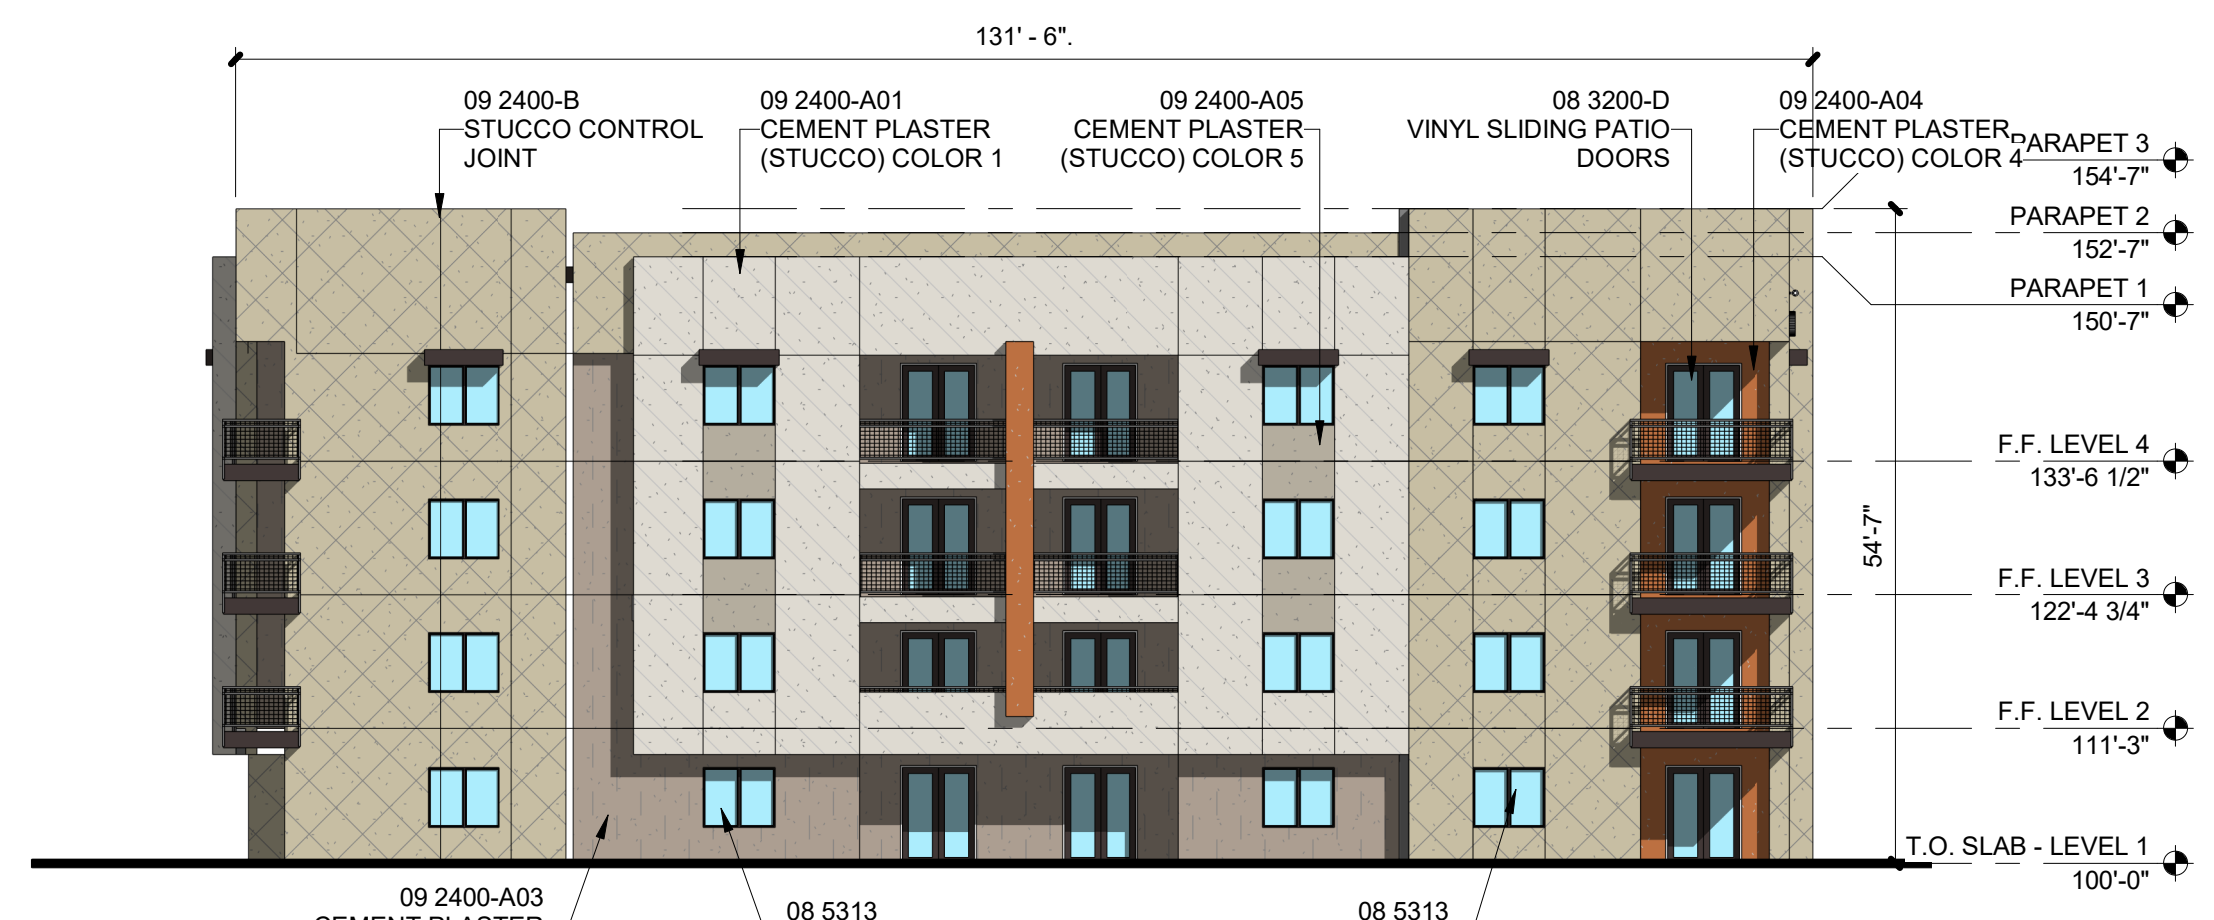 131' - 6".
09 2400-B
STUCCO CONTROL
JOINT
09 2400-A01
CEMENT PLASTER
(STUCCO) COLOR 1
09 2400-A05
CEMENT PLASTER
(STUCCO) COLOR 5
08 3200-D
VINYL SLIDING PATIO
DOORS
09 2400-A04
CEMENT PLASTER
(STUCCO) COLOR 4
PARAPET 3
154'-7"
PARAPET 2
152'-7"
PARAPET 1
150'-7"
F.F. LEVEL 4
133'-6 1/2"
54'-7"
F.F. LEVEL 3
122'-4 3/4"
F.F. LEVEL 2
111'-3"
T.O. SLAB - LEVEL 1
100'-0"
09 2400-A03
CEMENT PLASTER
08 5313
08 5313